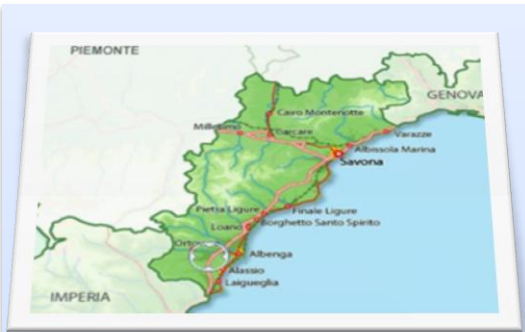 PIEMONTE
GENOVA
Cairo Montenotte
Millesimo
Carcare
Varazze
Albissola Marina
Savona
Pietra Ligure
Finale Ligure
Borghetto Santo Spirito
Loano
Albenga
Alassio
Laigueglia
IMPERIA